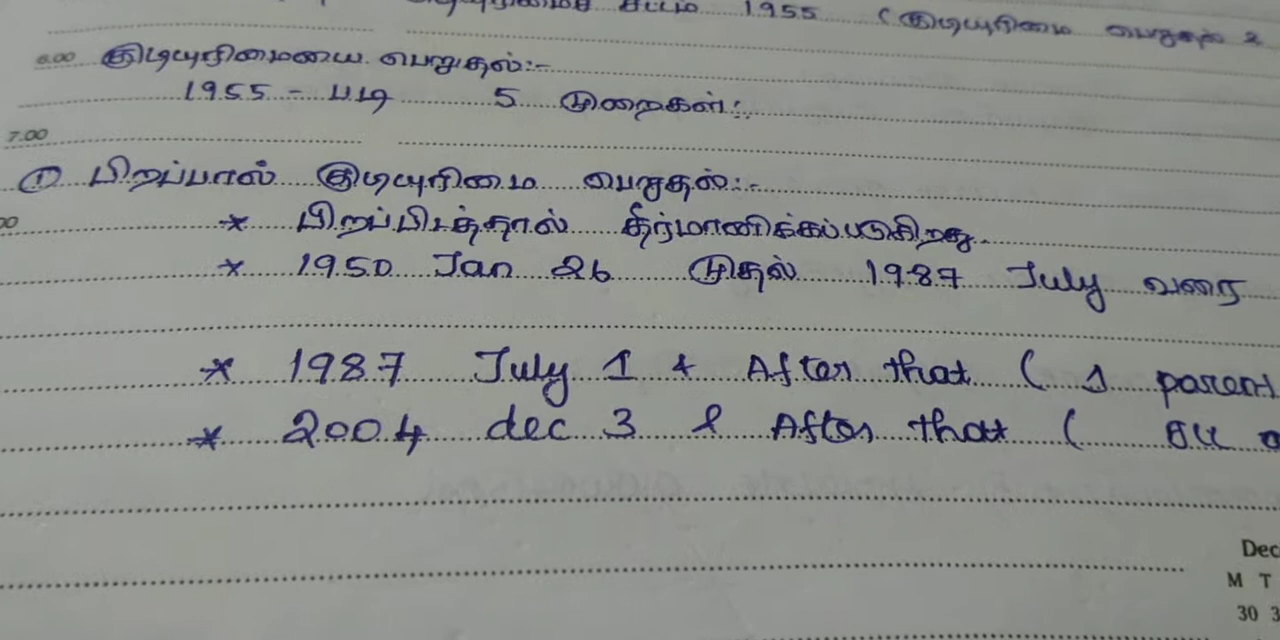 சட்டம் 1955 (குடியுரிமை பெறுதல் &
6.00 குடியுரிமையை பெறுதல்:-
1955 - படி 5 முறைகள்:
7.00
① பிறப்பால் குடியுரிமை பெறுதல்:-
* பிறப்பிடத்தால் தீர்மானிக்கப்படுகிறது.
* 1950 Jan 26 முதல் 1987 July வரை
* 1987 July 1 & After that ( 1 parent
* 2004 dec 3 & After that (
Dec
M T
30 3